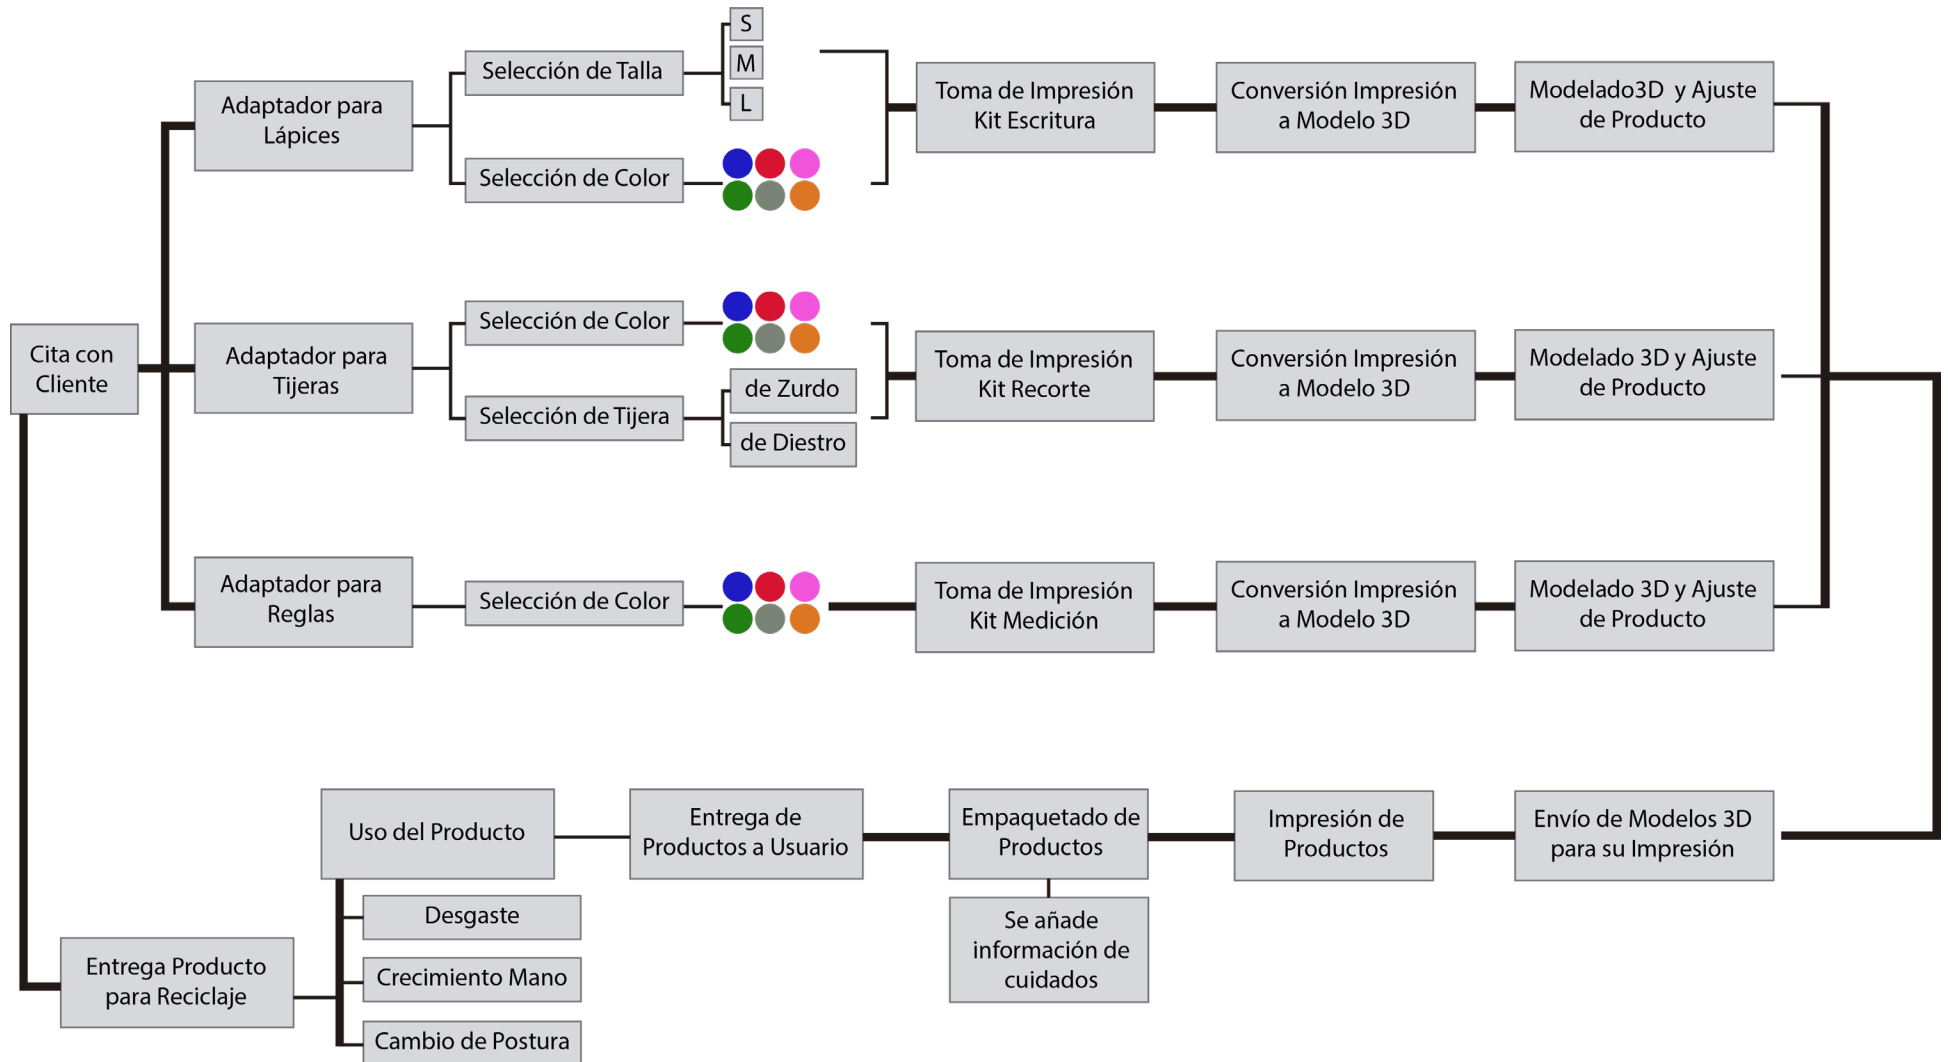 S
Selección de Talla
M
L
Adaptador para
Lápices
Selección de Color
Toma de Impresión
Kit Escritura
Conversión Impresión
a Modelo 3D
Modelado3D  y Ajuste
de Producto
Cita con
Cliente
Adaptador para
Tijeras
Selección de Color
Selección de Tijera
de Zurdo
de Diestro
Toma de Impresión
Kit Recorte
Conversión Impresión
a Modelo 3D
Modelado 3D y Ajuste
de Producto
Adaptador para
Reglas
Selección de Color
Toma de Impresión
Kit Medición
Conversión Impresión
a Modelo 3D
Modelado 3D y Ajuste
de Producto
Uso del Producto
Entrega de
Productos a Usuario
Empaquetado de
Productos
Impresión de
Productos
Envío de Modelos 3D
para su Impresión
Desgaste
Se añade
información de
cuidados
Entrega Producto
para Reciclaje
Crecimiento Mano
Cambio de Postura